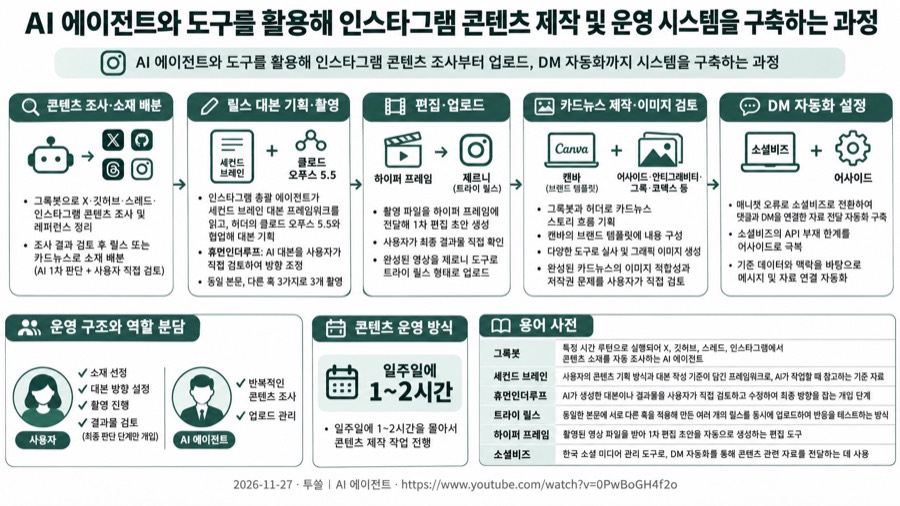 AI 에이전트와 도구를 활용해 인스타그램 콘텐츠 제작 및 운영 시스템을 구축하는 과정
AI 에이전트와 도구를 활용해 인스타그램 콘텐츠 조사부터 업로드, DM 자동화까지 시스템을 구축하는 과정
콘텐츠 조사·소재 배분
• 그록봇으로 X·깃허브·스레드·
인스타그램 콘텐츠 조사 및
레퍼런스 정리
• 조사 결과 검토 후 릴스 또는
카드뉴스로 소재 배분
(AI 1차 판단 + 사용자 직접 검토)
릴스 대본 기획·촬영
세컨드
브레인
+
클로드
오푸스 5.5
• 인스타그램 총괄 에이전트가
세컨드 브레인 대본 프레임워크를
읽고, 허더의 클로드 오푸스 5.5와
협업해 대본 기획
• 휴먼인더루프: AI 대본을 사용자가
직접 검토하여 방향 조정
• 동일 본문, 다른 훅 3가지로 3개 촬영
편집·업로드
하이퍼 프레임
제르니
(트라이 릴스)
• 촬영 파일을 하이퍼 프레임에
전달해 1차 편집 초안 생성
• 사용자가 최종 결과물 직접 확인
• 완성된 영상을 제르니 도구로
트라이 릴스 형태로 업로드
카드뉴스 제작·이미지 검토
Canva
+
캔바
(브랜드 템플릿)
어사이드·안티그래비티·
그록·코덱스 등
• 그록봇과 허더로 카드뉴스
스토리 흐름 기획
• 캔바의 브랜드 템플릿에 내용 구성
• 다양한 도구로 실사 및 그래픽 이미지 생성
• 완성된 카드뉴스의 이미지 적합성과
저작권 문제를 사용자가 직접 검토
DM 자동화 설정
소셜비즈
+
어사이드
• 매니챗 오류로 소셜비즈로 전환하여
댓글과 DM을 연결한 자료 전달 자동화 구축
• 소셜비즈의 API 부재 한계를
어사이드로 극복
• 기준 데이터와 맥락을 바탕으로
메시지 및 자료 연결 자동화
운영 구조와 역할 분담
사용자
✓ 소재 선정
✓ 대본 방향 설정
✓ 촬영 진행
✓ 결과물 검토
(최종 판단 단계만 개입)
AI 에이전트
✓ 반복적인
콘텐츠 조사
✓ 업로드 관리
콘텐츠 운영 방식
일주일에
1~2시간
• 일주일에 1~2시간을 몰아서
콘텐츠 제작 작업 진행
용어 사전
그록봇
특정 시간 루틴으로 실행되어 X, 깃허브, 스레드, 인스타그램에서
콘텐츠 소재를 자동 조사하는 AI 에이전트
세컨드 브레인
사용자의 콘텐츠 기획 방식과 대본 작성 기준이 담긴 프레임워크로, AI가 작업할 때 참고하는 기준 자료
휴먼인더루프
AI가 생성한 대본이나 결과물을 사용자가 직접 검토하고 수정하여 최종 방향을 잡는 개입 단계
트라이 릴스
동일한 본문에 서로 다른 훅을 적용해 만든 여러 개의 릴스를 동시에 업로드하여 반응을 테스트하는 방식
하이퍼 프레임
촬영된 영상 파일을 받아 1차 편집 초안을 자동으로 생성하는 편집 도구
소셜비즈
한국 소셜 미디어 관리 도구로, DM 자동화를 통해 콘텐츠 관련 자료를 전달하는 데 사용
2026-11-27 · 투쏠 | AI 에이전트 · https://www.youtube.com/watch?v=0PwBoGH4f2o